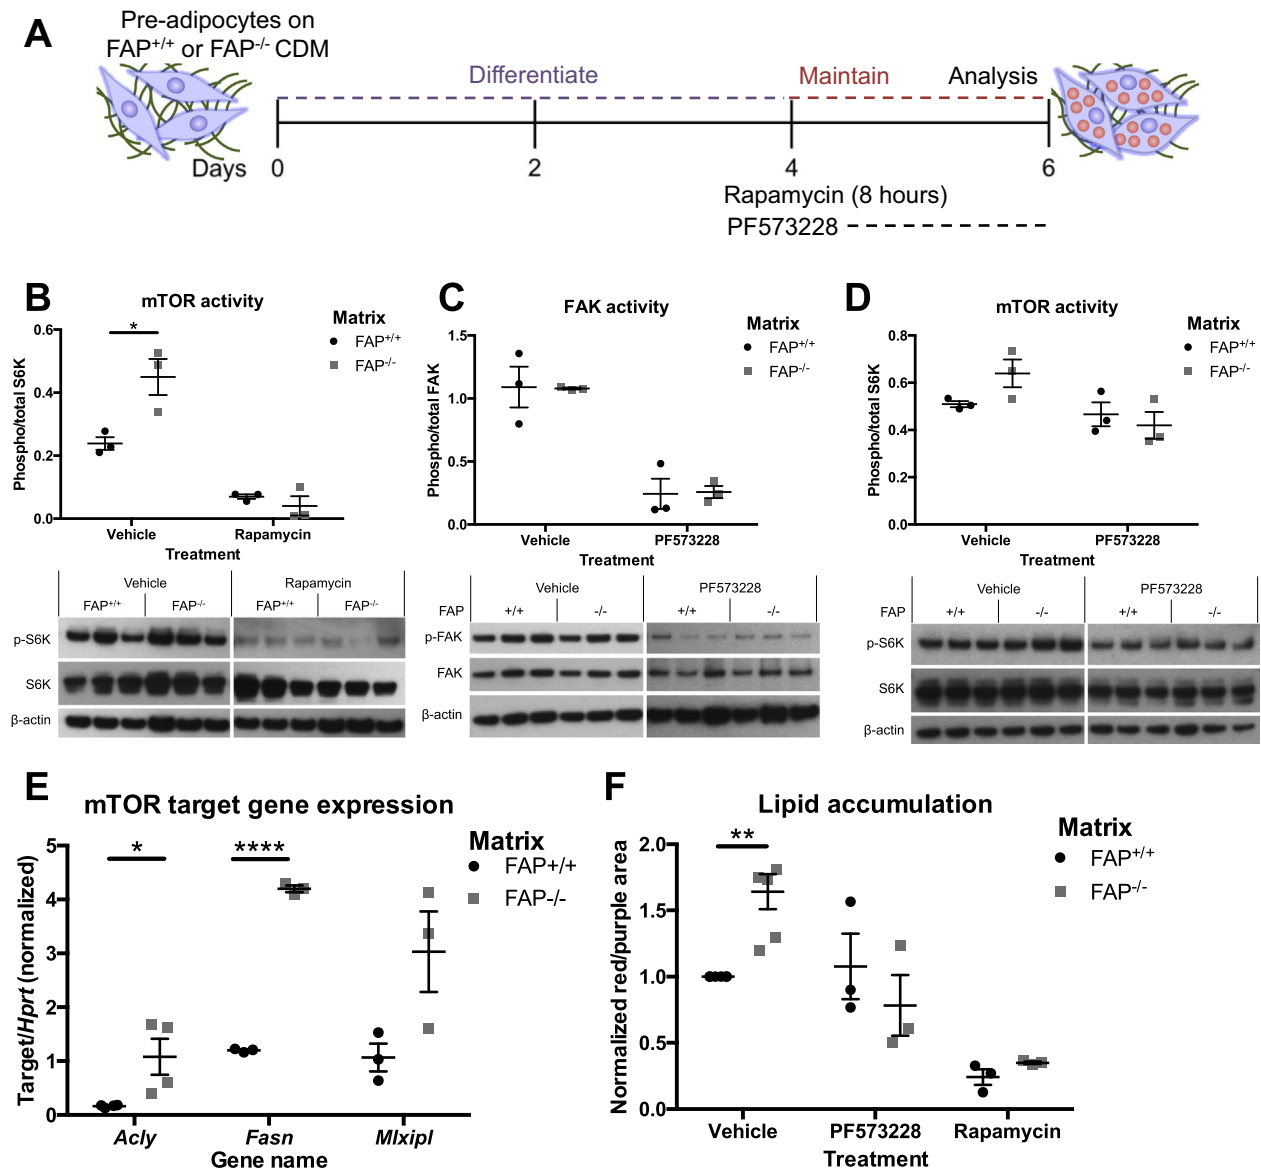 A
Pre-adipocytes on
FAP+/+ or FAP-/- CDM
Differentiate
Maintain
Analysis
Days 0 2 4 6
Rapamycin (8 hours)
PF573228
B
mTOR activity
Matrix
FAP+/+
FAP-/-
*
Phospho/total S6K
0.6
0.4
0.2
0.0
Vehicle Rapamycin
Treatment
Vehicle Rapamycin
FAP+/+ FAP-/- FAP+/+ FAP-/-
p-S6K
S6K
β-actin
C
FAK activity
Matrix
FAP+/+
FAP-/-
Phospho/total FAK
1.5
1.0
0.5
0.0
Vehicle PF573228
Treatment
Vehicle PF573228
FAP +/+ -/- +/+ -/-
p-FAK
FAK
β-actin
D
mTOR activity
Matrix
FAP+/+
FAP-/-
Phospho/total S6K
0.8
0.6
0.4
0.2
0.0
Vehicle PF573228
Treatment
Vehicle PF573228
FAP +/+ -/- +/+ -/-
p-S6K
S6K
β-actin
E
mTOR target gene expression
Matrix
FAP+/+
FAP-/-
* ****
Target/Hprt (normalized)
5
4
3
2
1
0
Acly Fasn Mlxipl
Gene name
F
Lipid accumulation
Matrix
FAP+/+
FAP-/-
**
Normalized red/purple area
2.0
1.5
1.0
0.5
0.0
Vehicle PF573228 Rapamycin
Treatment